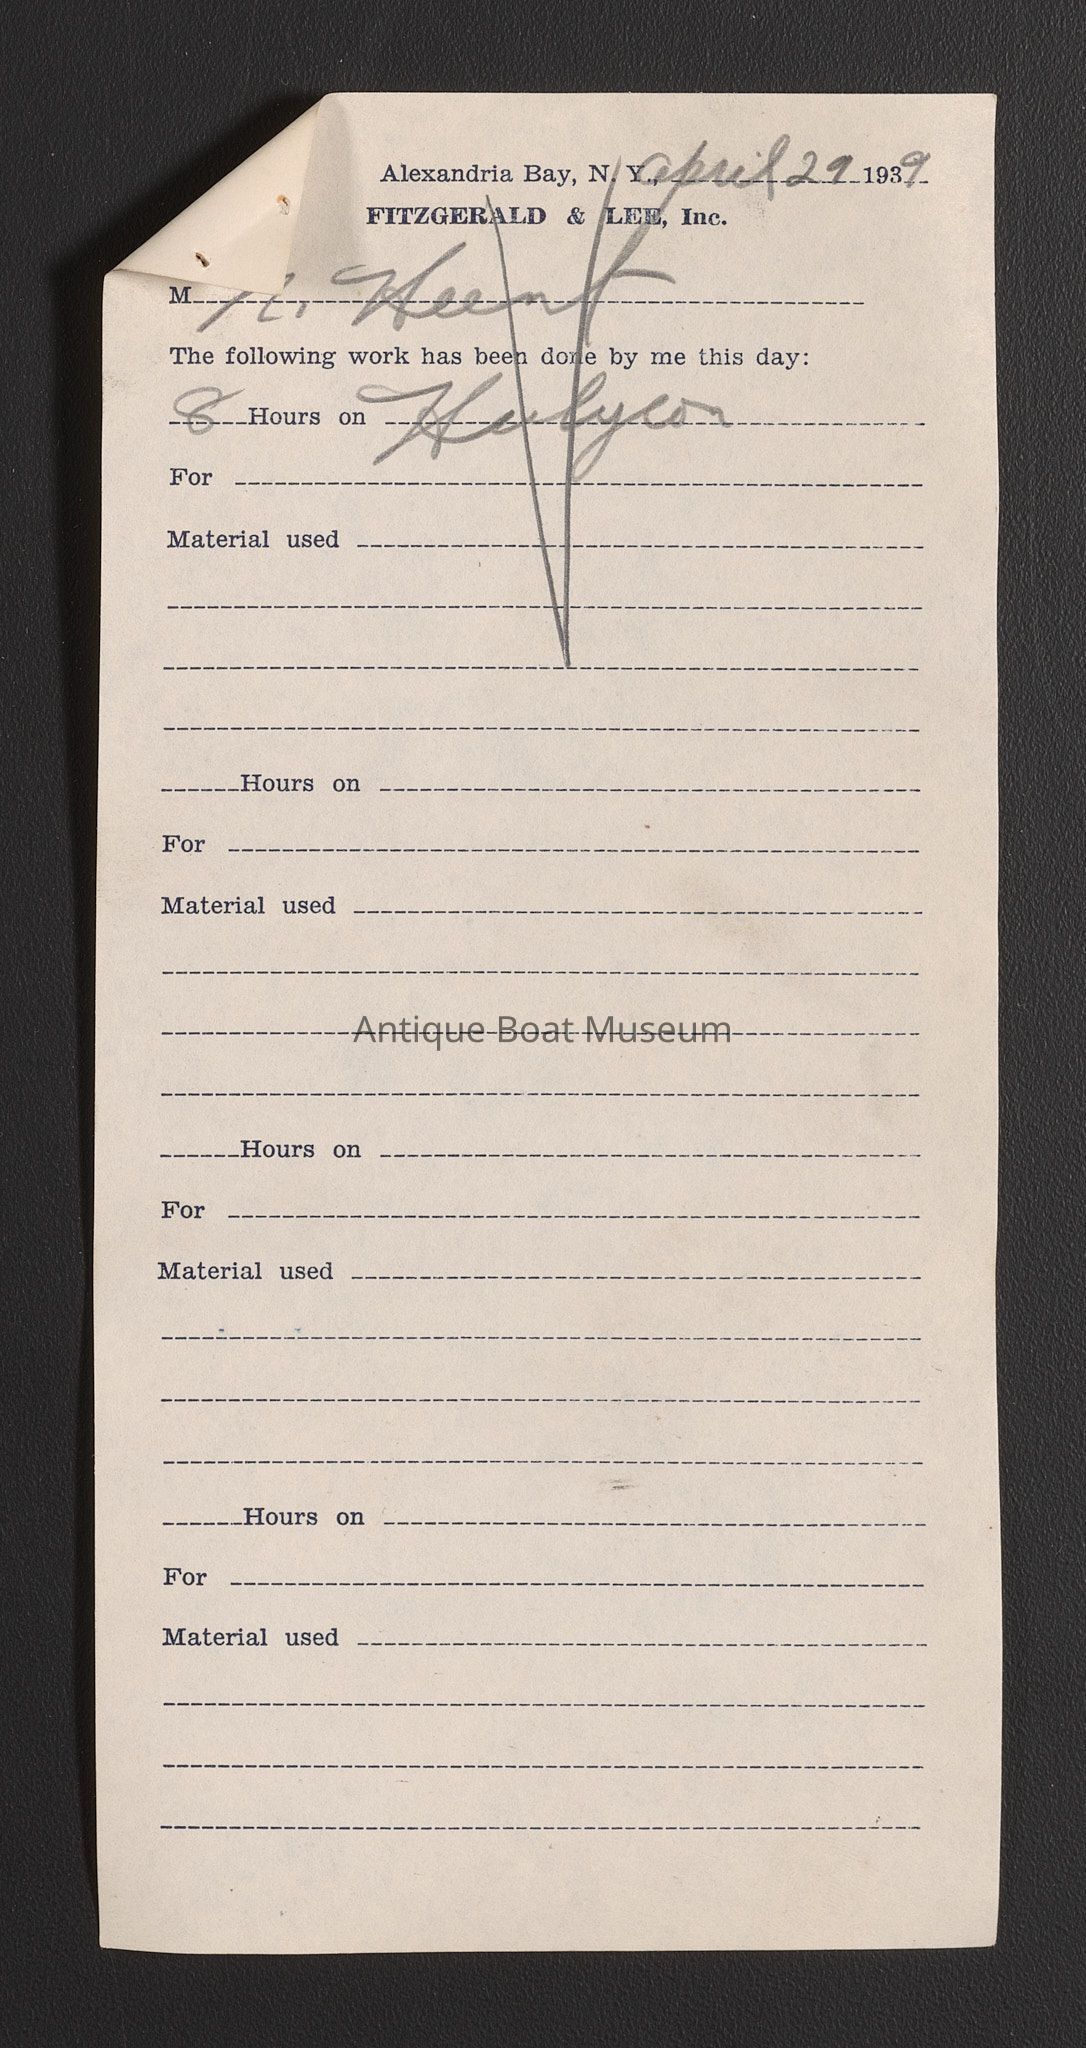 Alexandria Bay, N. Y., April 29 1939
FITZGERALD & LEE, Inc.
M H. Heent
The following work has been done by me this day:
8 Hours on
For
Material used
Hours on
For
Material used
Antique Boat Museum
Hours on
For
Material used
Hours on
For
Material used